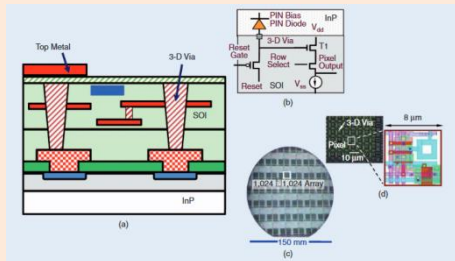 Top Metal
3-D Via
SOI
InP
(a)
PIN Bias
PIN Diode
InP
V_dd
3-D Via
T1
Reset
Gate
Row
Select
Pixel
Output
Reset
SOI
V_ss
(b)
1,024
1,024 Array
150 mm
(c)
3-D Via
Pixel
10 μm
8 μm
(d)